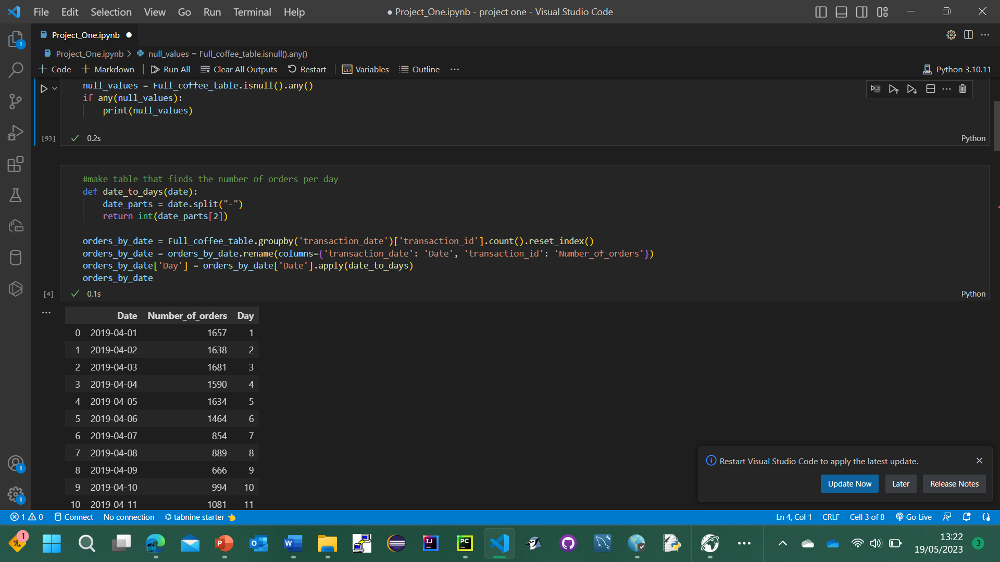 File Edit Selection View Go Run Terminal Help
● Project_One.ipynb - project one - Visual Studio Code
Project_One.ipynb ●
Project_One.ipynb > null_values = Full_coffee_table.isnull().any()
+ Code + Markdown | Run All Clear All Outputs Restart | Variables Outline ...
Python 3.10.11
null_values = Full_coffee_table.isnull().any()
if any(null_values):
    print(null_values)
[93] ✓ 0.2s Python
#make table that finds the number of orders per day
def date_to_days(date):
    date_parts = date.split("-")
    return int(date_parts[2])
orders_by_date = Full_coffee_table.groupby('transaction_date')['transaction_id'].count().reset_index()
orders_by_date = orders_by_date.rename(columns={'transaction_date': 'Date', 'transaction_id': 'Number_of_orders'})
orders_by_date['Day'] = orders_by_date['Date'].apply(date_to_days)
orders_by_date
[4] ✓ 0.1s Python
...
Date Number_of_orders Day
0 2019-04-01 1657 1
1 2019-04-02 1638 2
2 2019-04-03 1681 3
3 2019-04-04 1590 4
4 2019-04-05 1634 5
5 2019-04-06 1464 6
6 2019-04-07 854 7
7 2019-04-08 889 8
8 2019-04-09 666 9
9 2019-04-10 994 10
10 2019-04-11 1081 11
Restart Visual Studio Code to apply the latest update.
Update Now Later Release Notes
1
1
1
1 0 Connect No connection tabnine starter
Ln 4, Col 1 CRLF Cell 3 of 8 Go Live
1
P
O
W
IJ
PC
13:22
19/05/2023
3